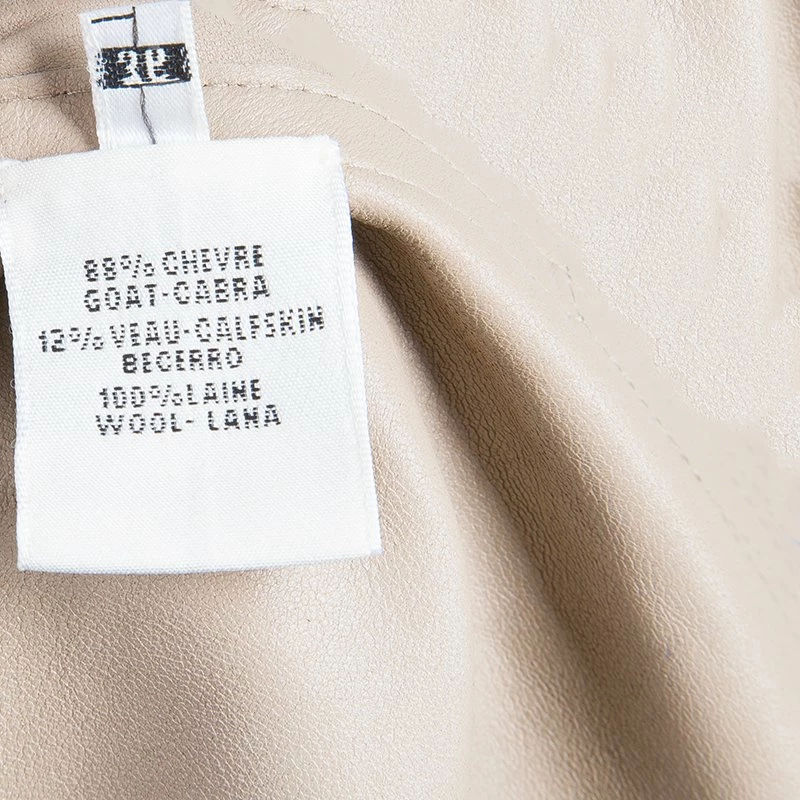 88% CHEVRE
GOAT-CABRA
12% VEAU-CALFSKIN
BECERRO
100% LAINE
WOOL- LANA